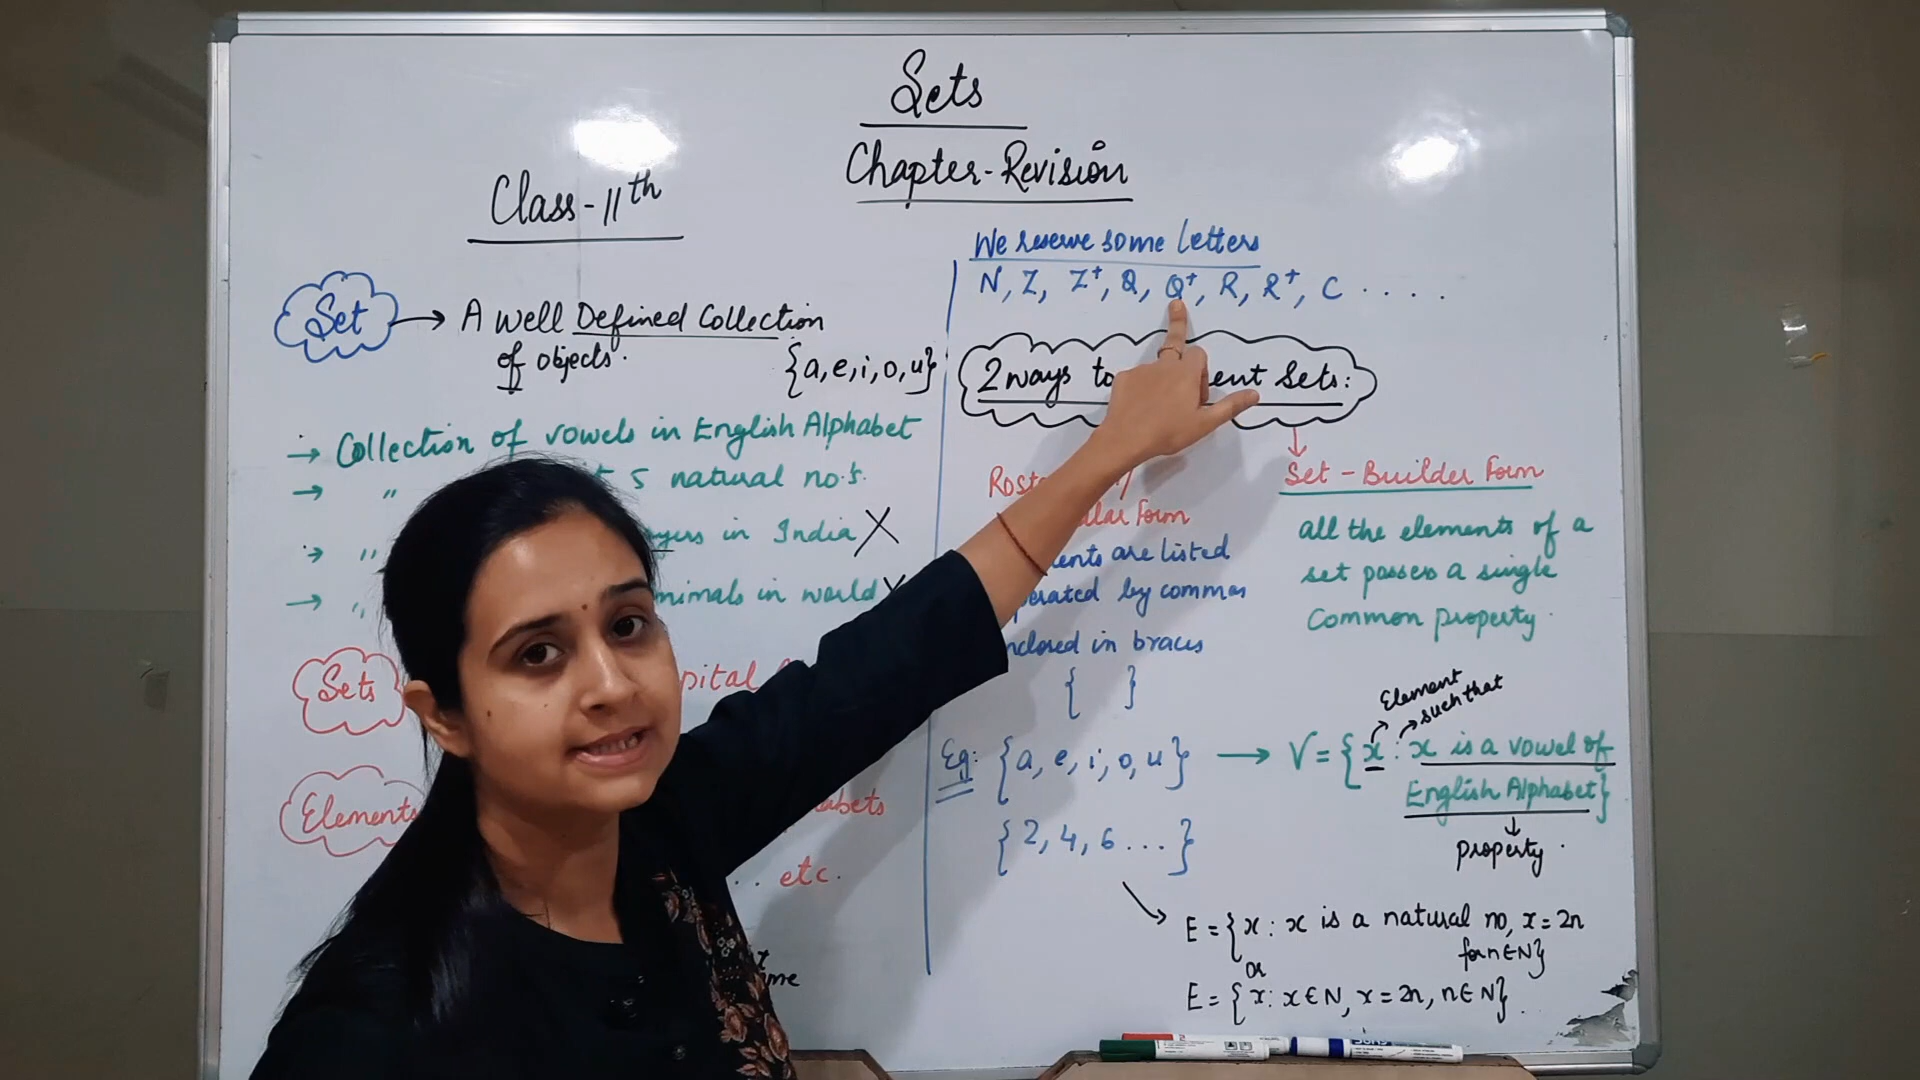 Sets
Chapter-Revision
Class-11th
Set → A well Defined Collection
of objects.
{a,e,i,o,u}
→ Collection of vowels in English Alphabet
→ " 5 natural no.s.
→ " in India ✗
→ " in world ✗
Sets
Elements
.. etc.
We reserve some letters
N, Z, Z⁺, Q, Q⁺, R, R⁺, C ....
2 ways to Sets:
Form
are listed
by commas
in braces
{ }
Set-Builder Form
all the elements of a
set possess a single
Common property.
Element
such that
Eg: {a, e, i, o, u} → V = {x : x is a vowel of
English Alphabet}
↓
property.
{2, 4, 6 ...}
E = {x : x is a natural no, x = 2n
for n∈N}
or
E = {x : x∈N, x = 2n, n∈N}.